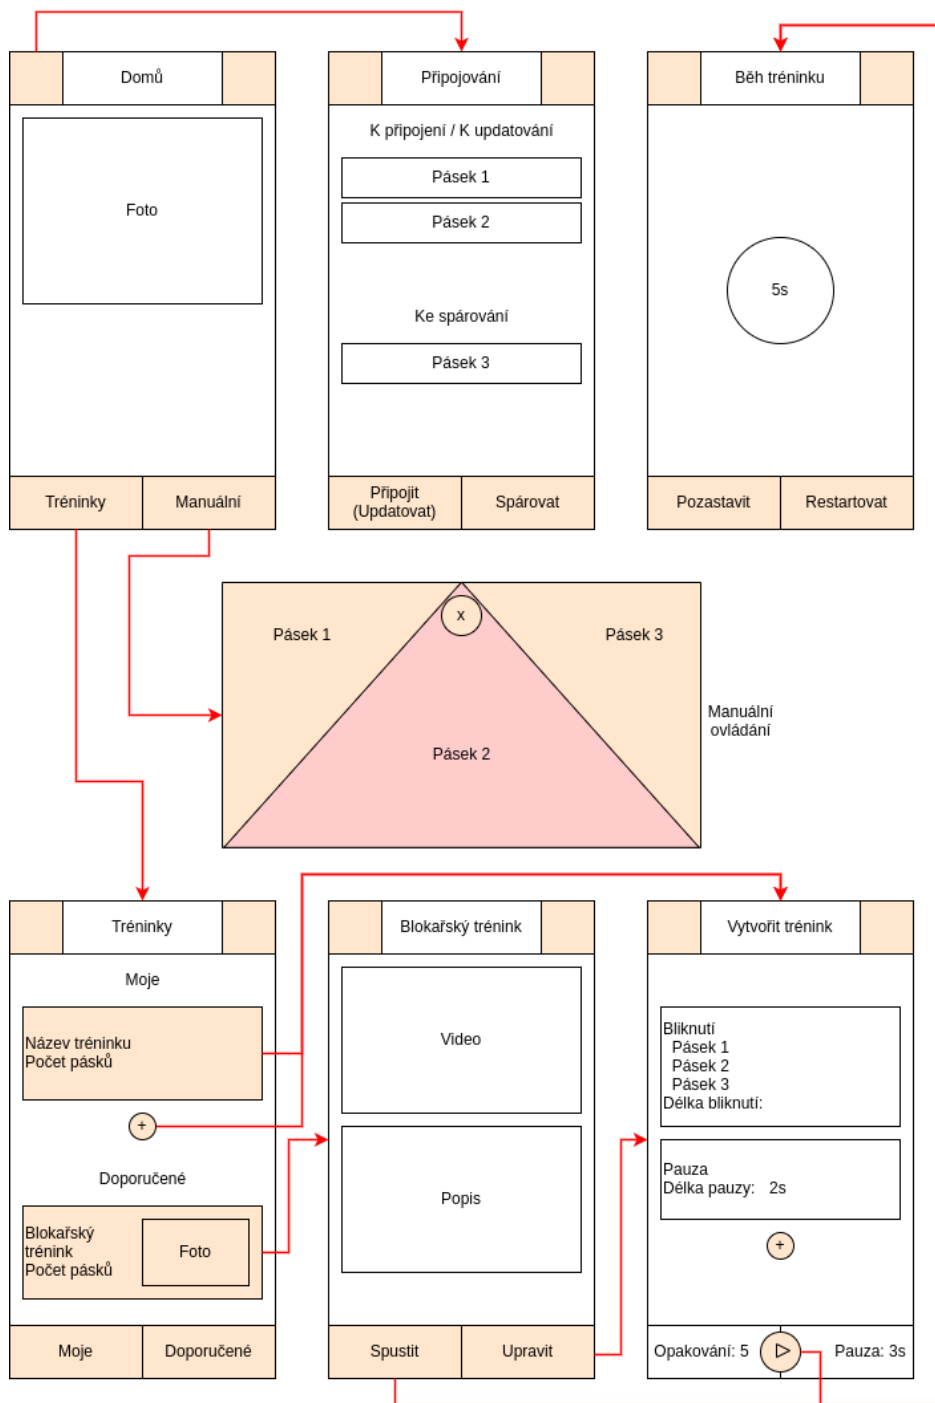 Domů
Foto
Tréninky
Manuální
Připojování
K připojení / K updatování
Pásek 1
Pásek 2
Ke spárování
Pásek 3
Připojit
(Updatovat)
Spárovat
Běh tréninku
5s
Pozastavit
Restartovat
Pásek 1
x
Pásek 3
Pásek 2
Manuální
ovládání
Tréninky
Moje
Název tréninku
Počet pásků
+
Doporučené
Blokařský
trénink
Počet pásků
Foto
Moje
Doporučené
Blokařský trénink
Video
Popis
Spustit
Upravit
Vytvořit trénink
Bliknutí
Pásek 1
Pásek 2
Pásek 3
Délka bliknutí:
Pauza
Délka pauzy: 2s
+
Opakování: 5
Pauza: 3s